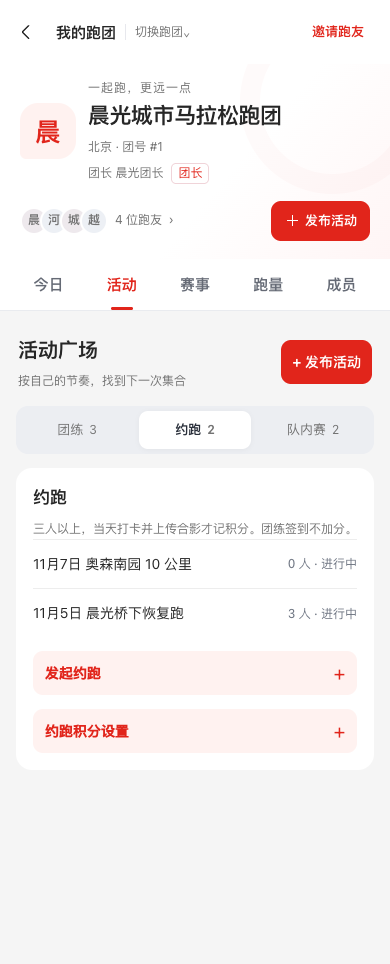 我的跑团 切换跑团⌄ 邀请跑友
一起跑，更远一点
晨 晨光城市马拉松跑团
北京 · 团号 #1
团长 晨光团长 团长
晨 河 城 越 4 位跑友 ›
＋ 发布活动
今日 活动 赛事 跑量 成员
活动广场
按自己的节奏，找到下一次集合
+ 发布活动
团练 3 约跑 2 队内赛 2
约跑
三人以上，当天打卡并上传合影才记积分。团练签到不加分。
11月7日 奥森南园 10 公里 0 人 · 进行中
11月5日 晨光桥下恢复跑 3 人 · 进行中
发起约跑 +
约跑积分设置 +